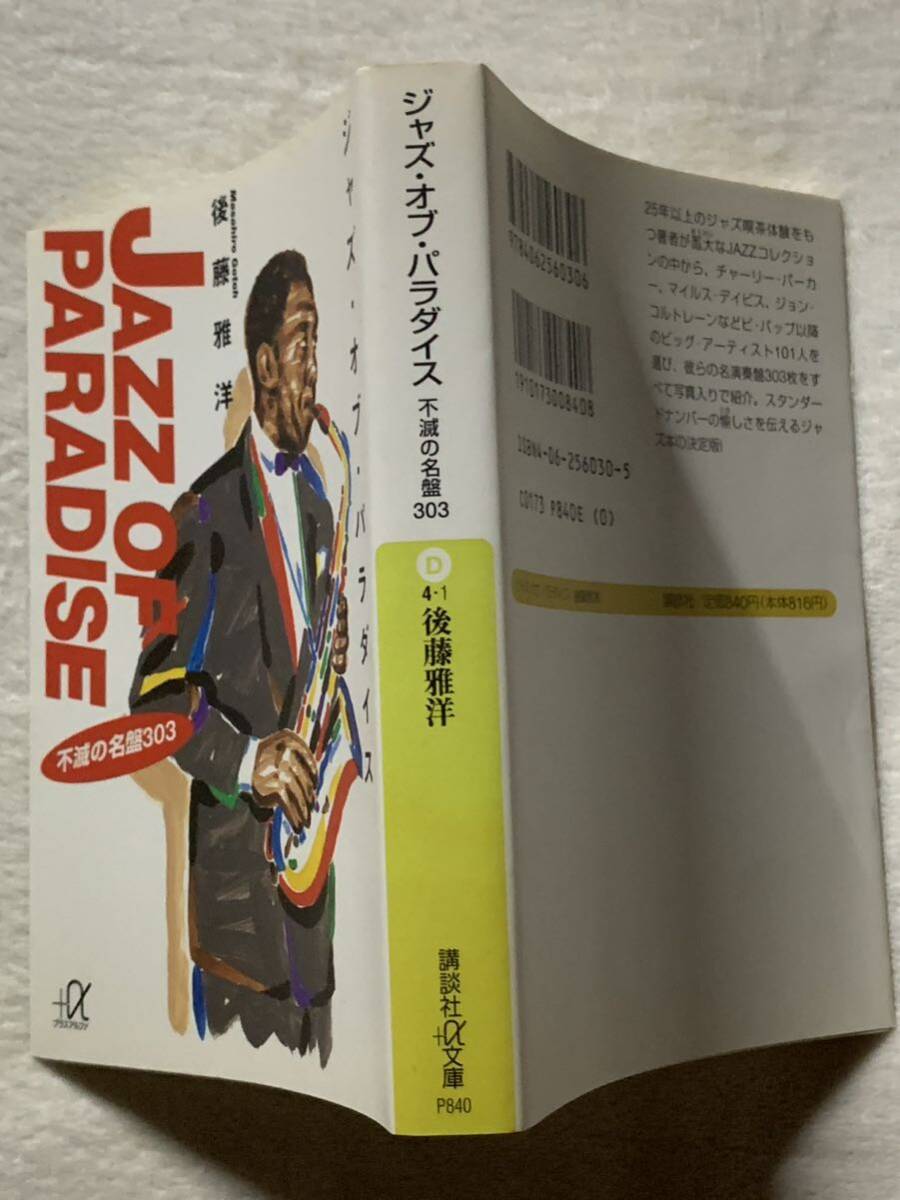 JAZZ OF
PARADISE
Masahiro Gotoh
後藤雅洋
ジャズ・オブ・パラダイス
不滅の名盤303
+α
プラスアルファ
ジャズ・オブ・パラダイス 不滅の名盤
303
D
4・1
後藤雅洋
講談社
+α
文庫
P840
9784062560306
1910173008408
ISBN4-06-256030-5
C0173 P840E (0)
25年以上のジャズ喫茶体験をも
つ著者が厖大なJAZZコレクショ
ンの中から、チャーリー・パーカ
ー、マイルス・デイビス、ジョン・
コルトレーンなどビ・バップ以降
のビッグ・アーティスト101人を
選び、彼らの名演奏盤303枚をす
べて写真入りで紹介。スタンダー
ドナンバーの愉しさを伝えるジャ
ズ本の決定版!
講談社 定価840円(本体816円)